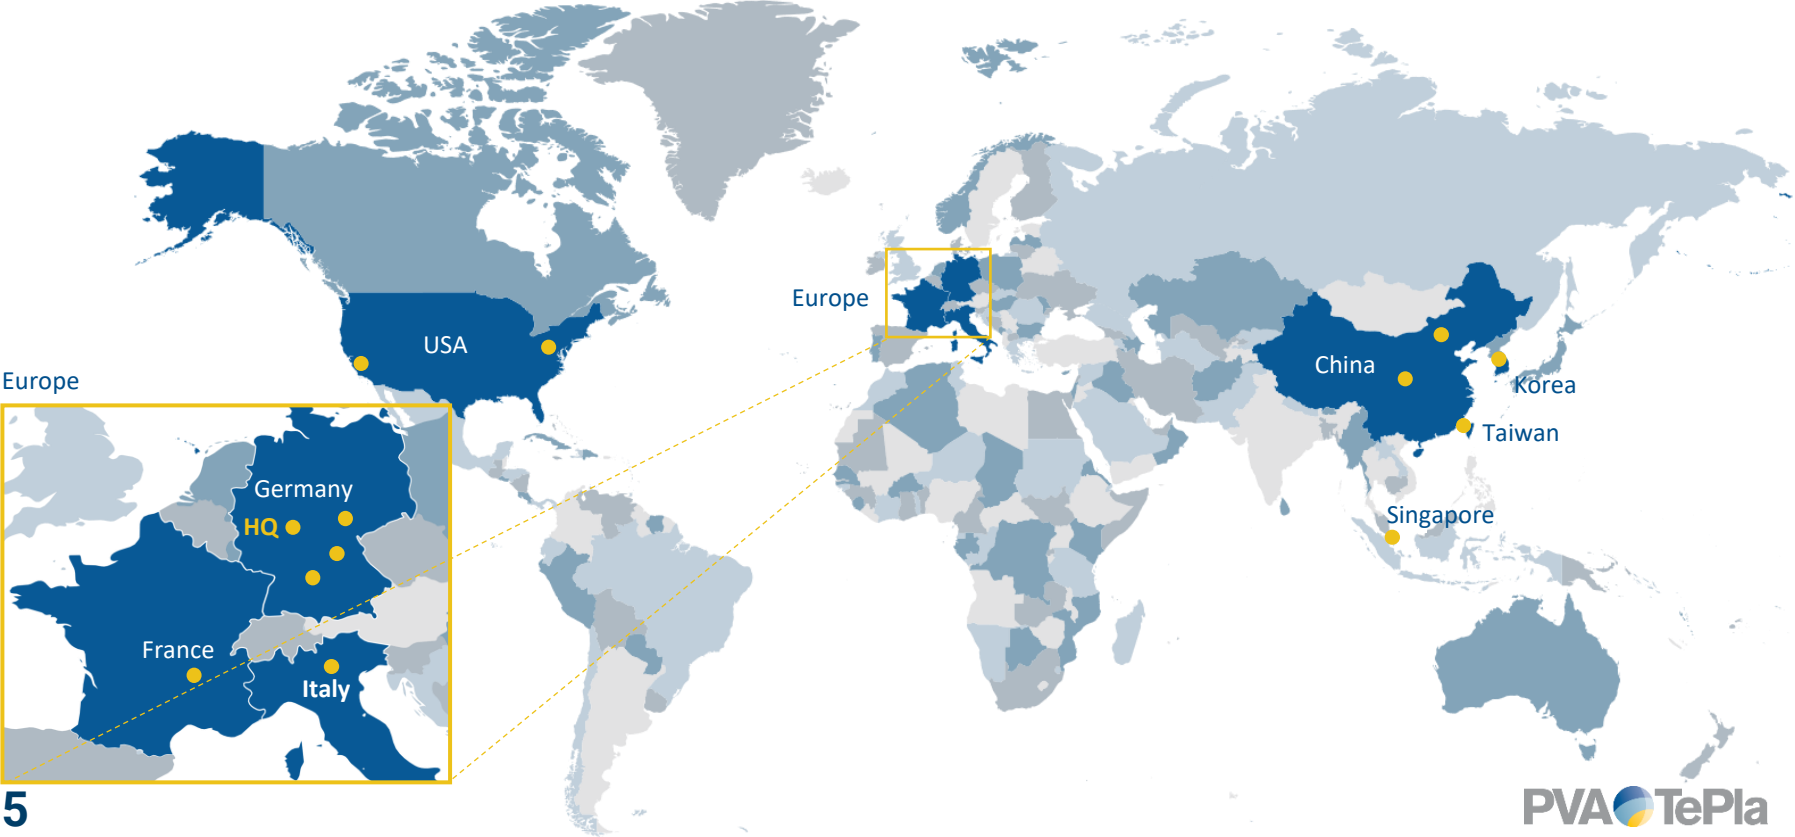 USA
Europe
China
Korea
Taiwan
Singapore
Europe
Germany
HQ
France
Italy
5
PVA TePla